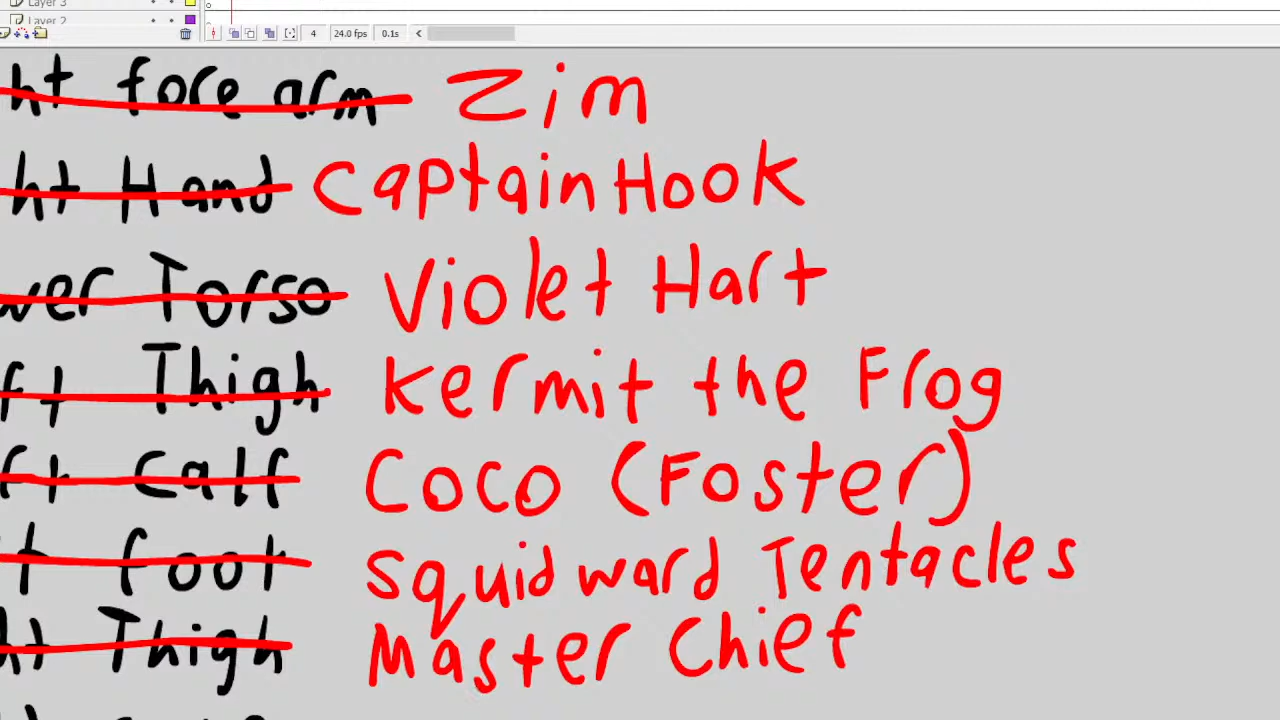 Layer 3
Layer 2
4 24.0 fps 0.1s
ht fore arm Zim
ht Hand Captain Hook
wer Torso Violet Hart
ft Thigh Kermit the Frog
ft Calf Coco (Foster)
t foot Squidward Tentacles
ht Thigh Master Chief